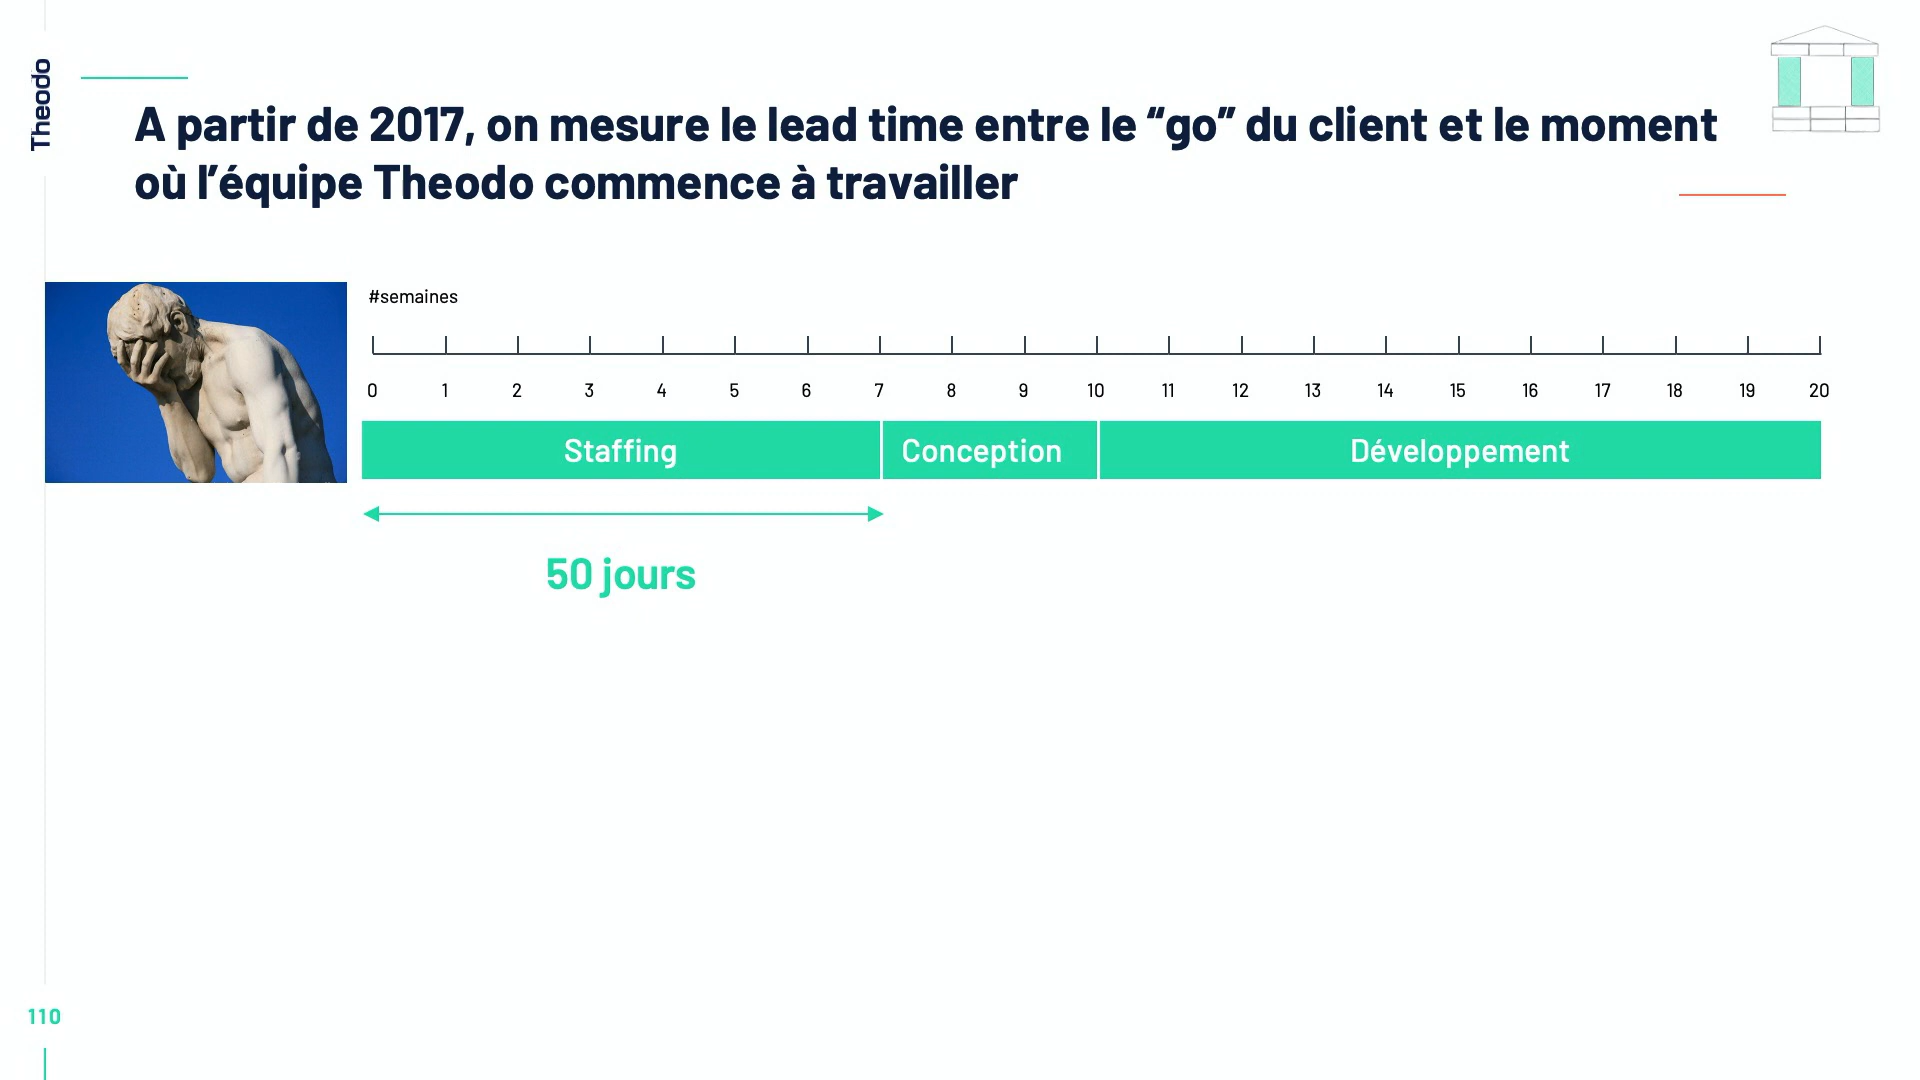 Theodo
A partir de 2017, on mesure le lead time entre le “go” du client et le moment
où l’équipe Theodo commence à travailler
#semaines
0 1 2 3 4 5 6 7 8 9 10 11 12 13 14 15 16 17 18 19 20
Staffing Conception Développement
50 jours
110